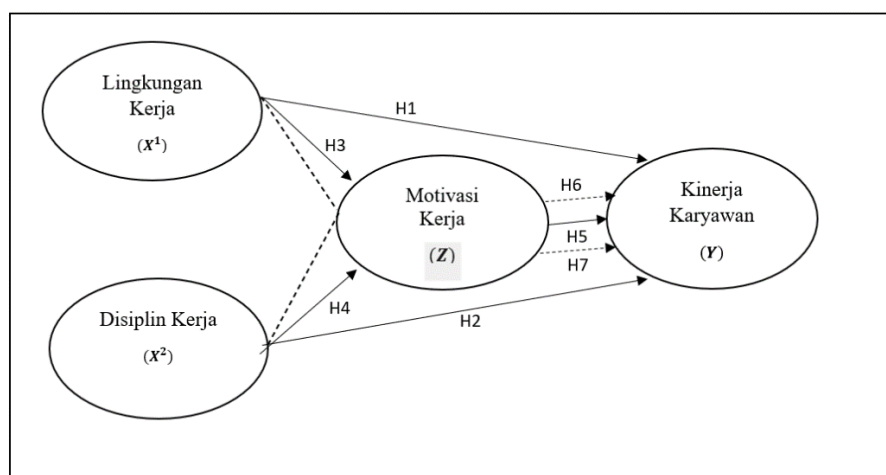 Lingkungan
Kerja
(X¹)
H1
H3
Motivasi
Kerja
(Z)
H6
H5
H7
Kinerja
Karyawan
(Y)
Disiplin Kerja
(X²)
H4
H2